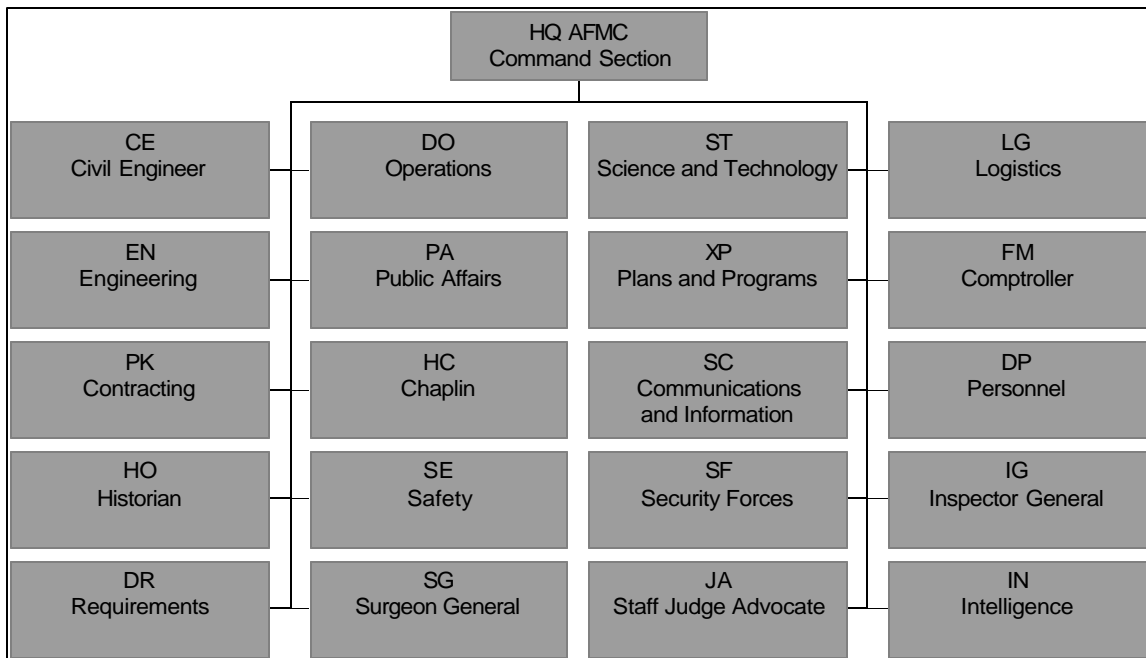 HQ AFMC
Command Section
CE
Civil Engineer
DO
Operations
ST
Science and Technology
LG
Logistics
EN
Engineering
PA
Public Affairs
XP
Plans and Programs
FM
Comptroller
PK
Contracting
HC
Chaplin
SC
Communications
and Information
DP
Personnel
HO
Historian
SE
Safety
SF
Security Forces
IG
Inspector General
DR
Requirements
SG
Surgeon General
JA
Staff Judge Advocate
IN
Intelligence